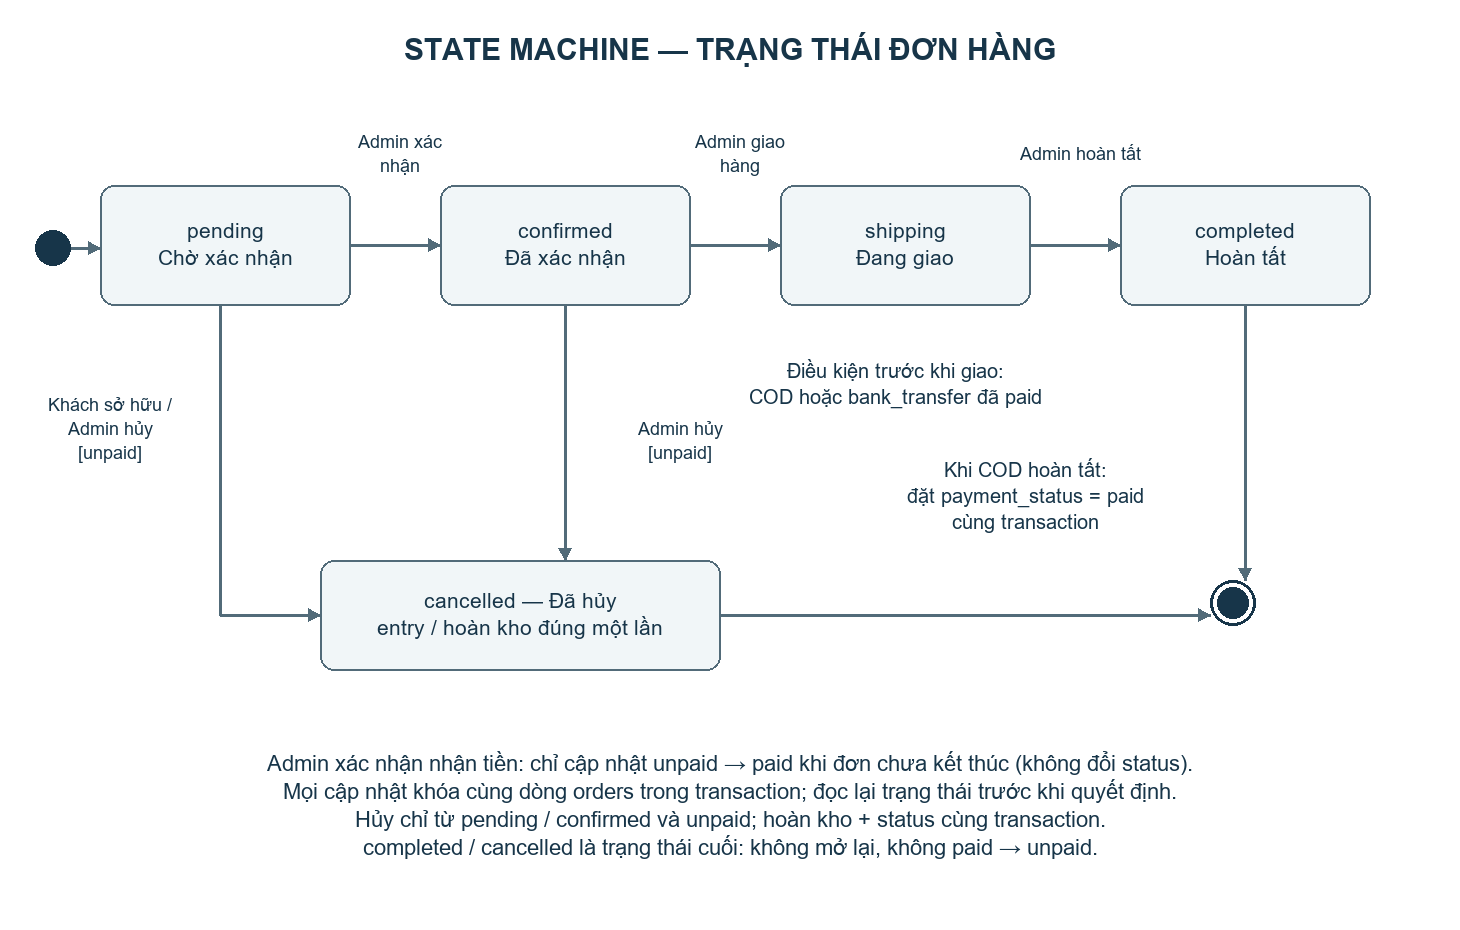 STATE MACHINE — TRẠNG THÁI ĐƠN HÀNG
Admin xác
nhận
Admin giao
hàng
Admin hoàn tất
pending
Chờ xác nhận
confirmed
Đã xác nhận
shipping
Đang giao
completed
Hoàn tất
Khách sở hữu /
Admin hủy
[unpaid]
Admin hủy
[unpaid]
Điều kiện trước khi giao:
COD hoặc bank_transfer đã paid
Khi COD hoàn tất:
đặt payment_status = paid
cùng transaction
cancelled — Đã hủy
entry / hoàn kho đúng một lần
Admin xác nhận nhận tiền: chỉ cập nhật unpaid → paid khi đơn chưa kết thúc (không đổi status).
Mọi cập nhật khóa cùng dòng orders trong transaction; đọc lại trạng thái trước khi quyết định.
Hủy chỉ từ pending / confirmed và unpaid; hoàn kho + status cùng transaction.
completed / cancelled là trạng thái cuối: không mở lại, không paid → unpaid.